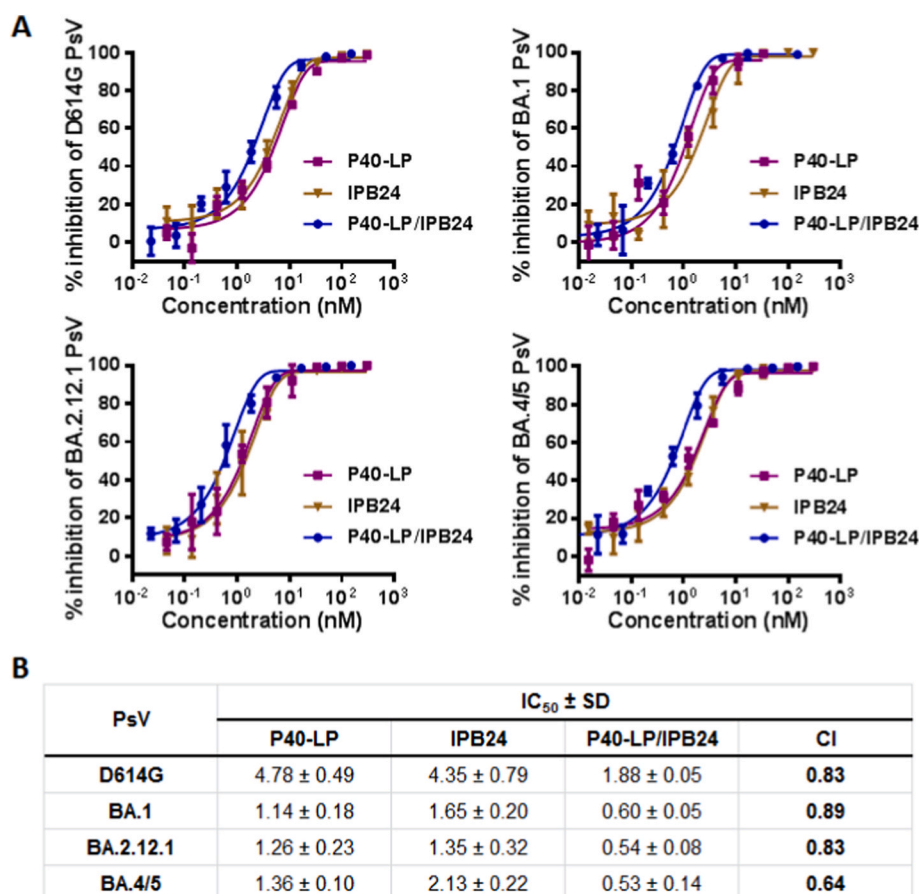 A
% inhibition of D614G PsV
100
80
60
40
20
0
P40-LP
IPB24
P40-LP/IPB24
10⁻² 10⁻¹ 10⁰ 10¹ 10² 10³
Concentration (nM)
% inhibition of BA.1 PsV
100
80
60
40
20
0
P40-LP
IPB24
P40-LP/IPB24
10⁻² 10⁻¹ 10⁰ 10¹ 10² 10³
Concentration (nM)
% inhibition of BA.2.12.1 PsV
100
80
60
40
20
0
P40-LP
IPB24
P40-LP/IPB24
10⁻² 10⁻¹ 10⁰ 10¹ 10² 10³
Concentration (nM)
% inhibition of BA.4/5 PsV
100
80
60
40
20
0
P40-LP
IPB24
P40-LP/IPB24
10⁻² 10⁻¹ 10⁰ 10¹ 10² 10³
Concentration (nM)
B
PsV IC₅₀ ± SD
P40-LP IPB24 P40-LP/IPB24 CI
D614G 4.78 ± 0.49 4.35 ± 0.79 1.88 ± 0.05 0.83
BA.1 1.14 ± 0.18 1.65 ± 0.20 0.60 ± 0.05 0.89
BA.2.12.1 1.26 ± 0.23 1.35 ± 0.32 0.54 ± 0.08 0.83
BA.4/5 1.36 ± 0.10 2.13 ± 0.22 0.53 ± 0.14 0.64